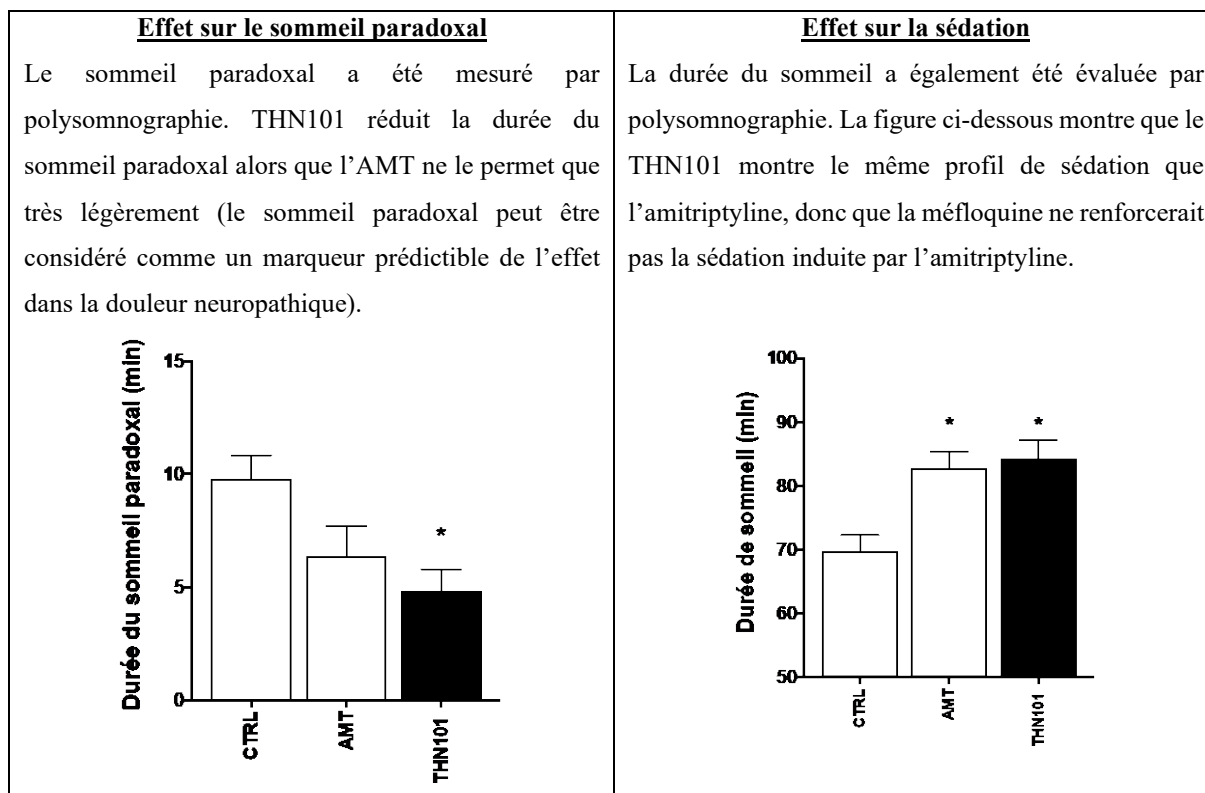 Effet sur le sommeil paradoxal
Le sommeil paradoxal a été mesuré par
polysomnographie. THN101 réduit la durée du
sommeil paradoxal alors que l’AMT ne le permet que
très légèrement (le sommeil paradoxal peut être
considéré comme un marqueur prédictible de l’effet
dans la douleur neuropathique).
Durée du sommeil paradoxal (min)
15
10
5
0
*
CTRL
AMT
THN101
Effet sur la sédation
La durée du sommeil a également été évaluée par
polysomnographie. La figure ci-dessous montre que le
THN101 montre le même profil de sédation que
l’amitriptyline, donc que la méfloquine ne renforcerait
pas la sédation induite par l’amitriptyline.
Durée de sommeil (min)
100
90
80
70
60
50
*
*
CTRL
AMT
THN101